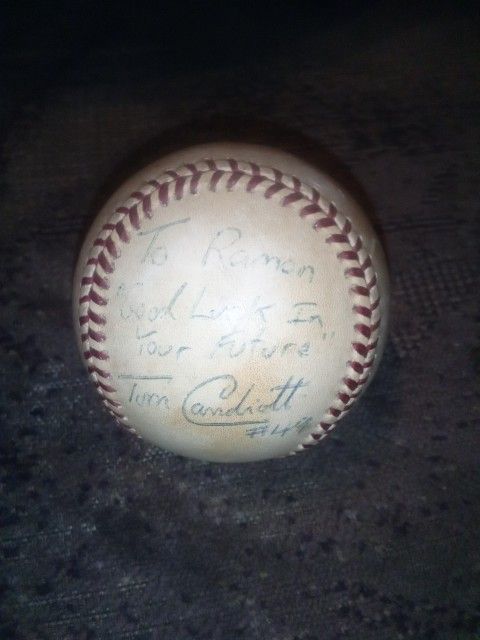 To Ramon
"Good Luck In
Your Future"
Tom Candiotti
#49